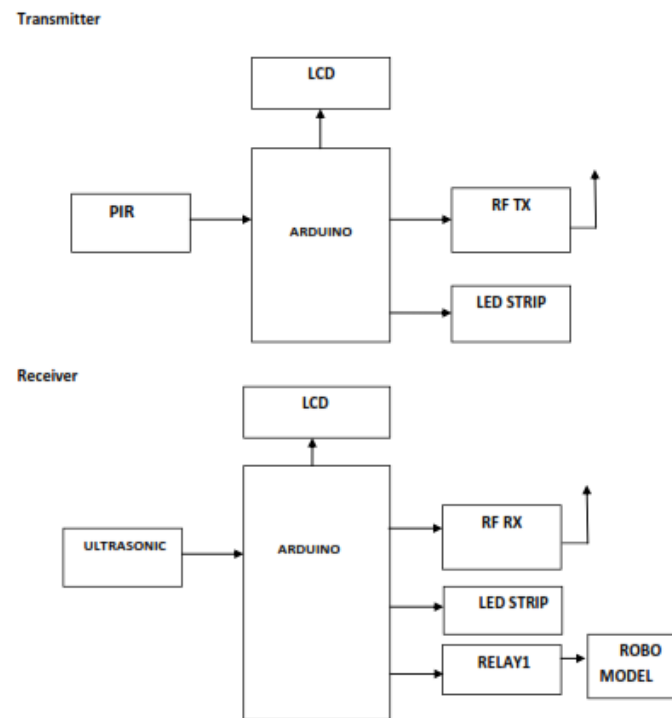 Transmitter
LCD
PIR
ARDUINO
RF TX
LED STRIP
Receiver
LCD
ULTRASONIC
ARDUINO
RF RX
LED STRIP
RELAY1
ROBO
MODEL